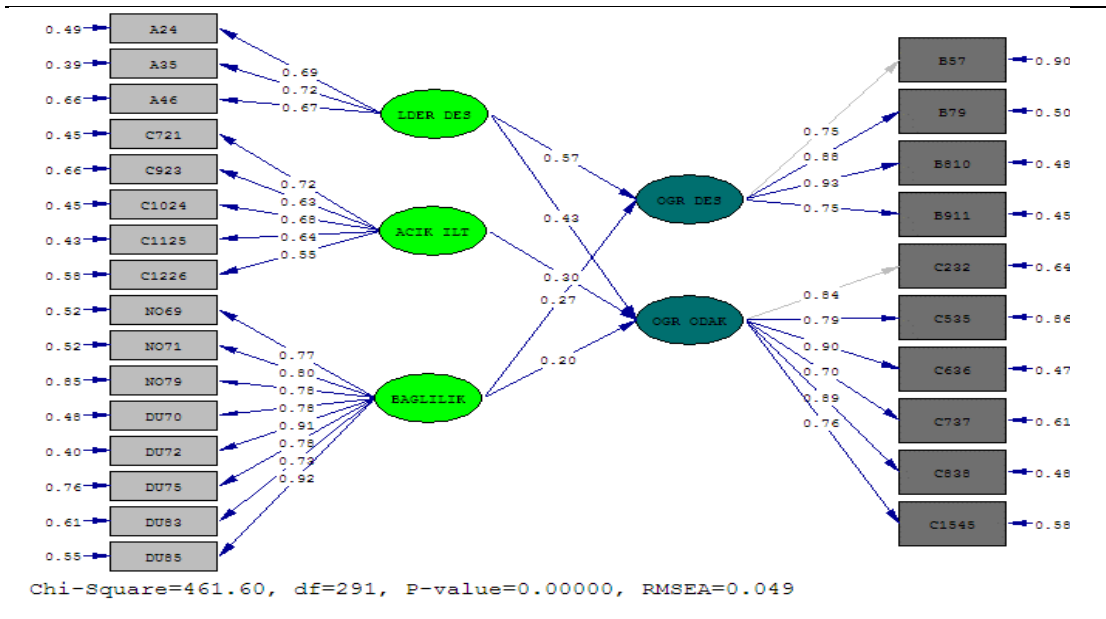 0.49 A24
0.39 A35
0.66 A46
0.45 C721
0.66 C923
0.45 C1024
0.43 C1125
0.58 C1226
0.52 NO69
0.52 NO71
0.85 NO79
0.48 DU70
0.40 DU72
0.76 DU75
0.61 DU83
0.55 DU85
0.69
0.72
0.67
0.72
0.63
0.68
0.64
0.55
0.77
0.80
0.78
0.78
0.91
0.78
0.73
0.92
LDER DES
ACIK ILT
BAGLILIK
0.57
0.43
0.30
0.27
0.20
OGR DES
OGR ODAK
0.75
0.88
0.93
0.75
0.84
0.79
0.90
0.70
0.89
0.76
B57 0.90
B79 0.50
B810 0.48
B911 0.45
C232 0.64
C535 0.86
C636 0.47
C737 0.61
C838 0.48
C1545 0.58
Chi-Square=461.60, df=291, P-value=0.00000, RMSEA=0.049